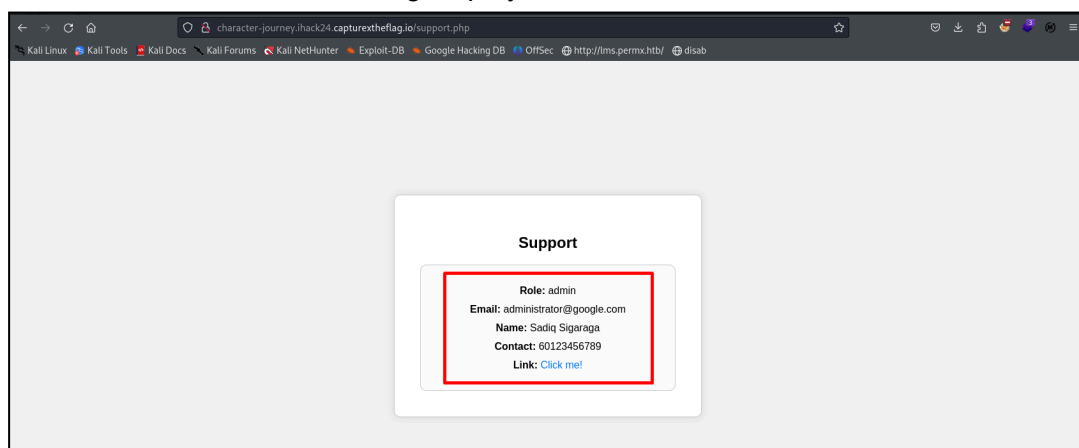 character-journey.ihack24.capturextheflag.io/support.php
3
Kali Linux Kali Tools Kali Docs Kali Forums Kali NetHunter Exploit-DB Google Hacking DB OffSec http://lms.permx.htb/ disab
Support
Role: admin
Email: administrator@google.com
Name: Sadiq Sigaraga
Contact: 60123456789
Link: Click me!